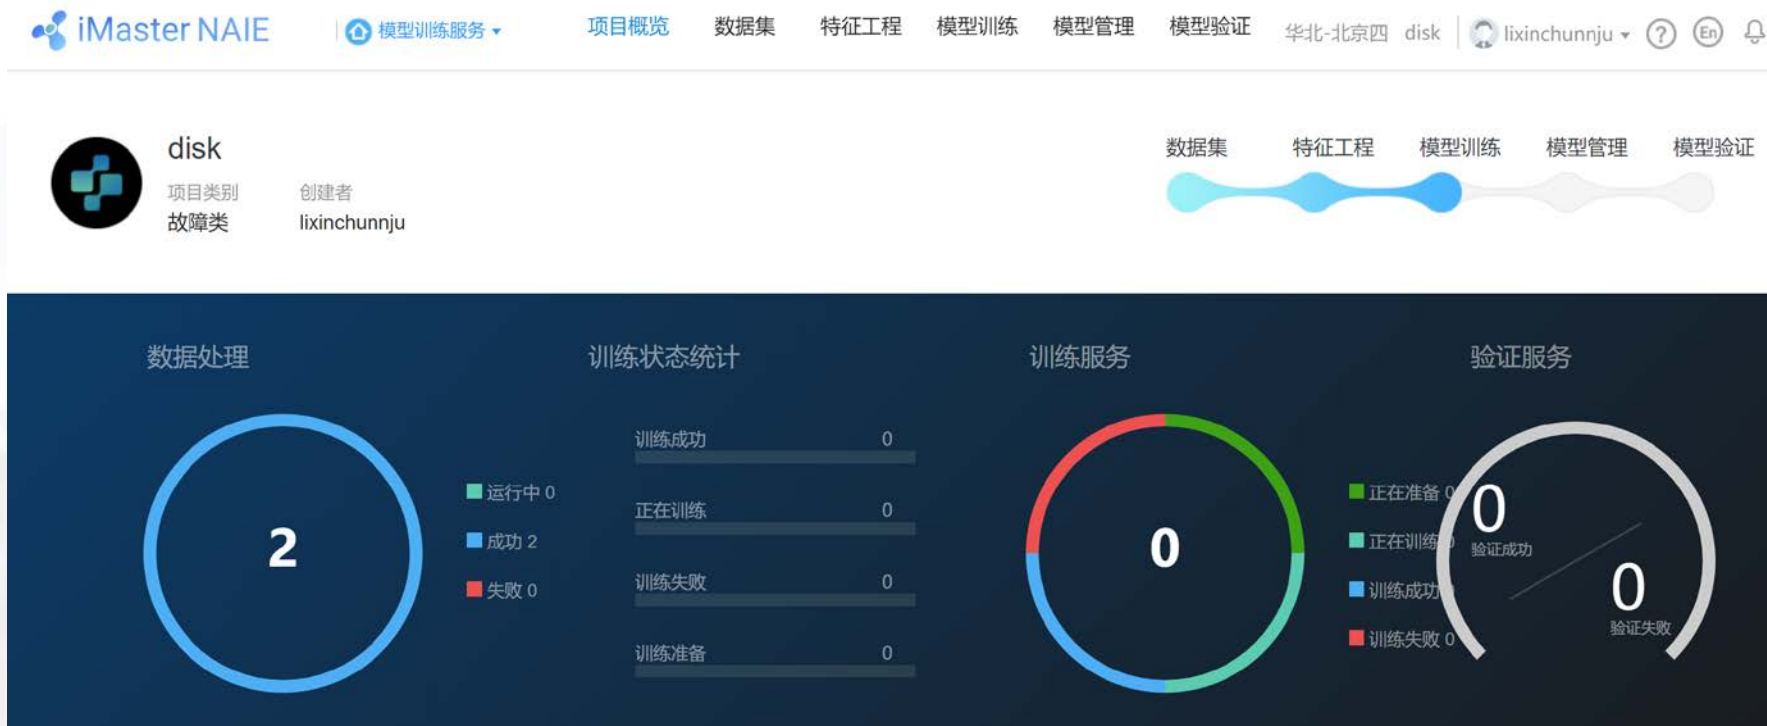 iMaster NAIE 模型训练服务 项目概览 数据集 特征工程 模型训练 模型管理 模型验证 华北-北京四 disk lixinchunnju ? En
disk
项目类别 创建者
故障类 lixinchunnju
数据集 特征工程 模型训练 模型管理 模型验证
数据处理 训练状态统计 训练服务 验证服务
2
运行中 0
成功 2
失败 0
训练成功 0
正在训练 0
训练失败 0
训练准备 0
0
正在准备 0
正在训练 0
训练成功 0
训练失败 0
0
验证成功
0
验证失败